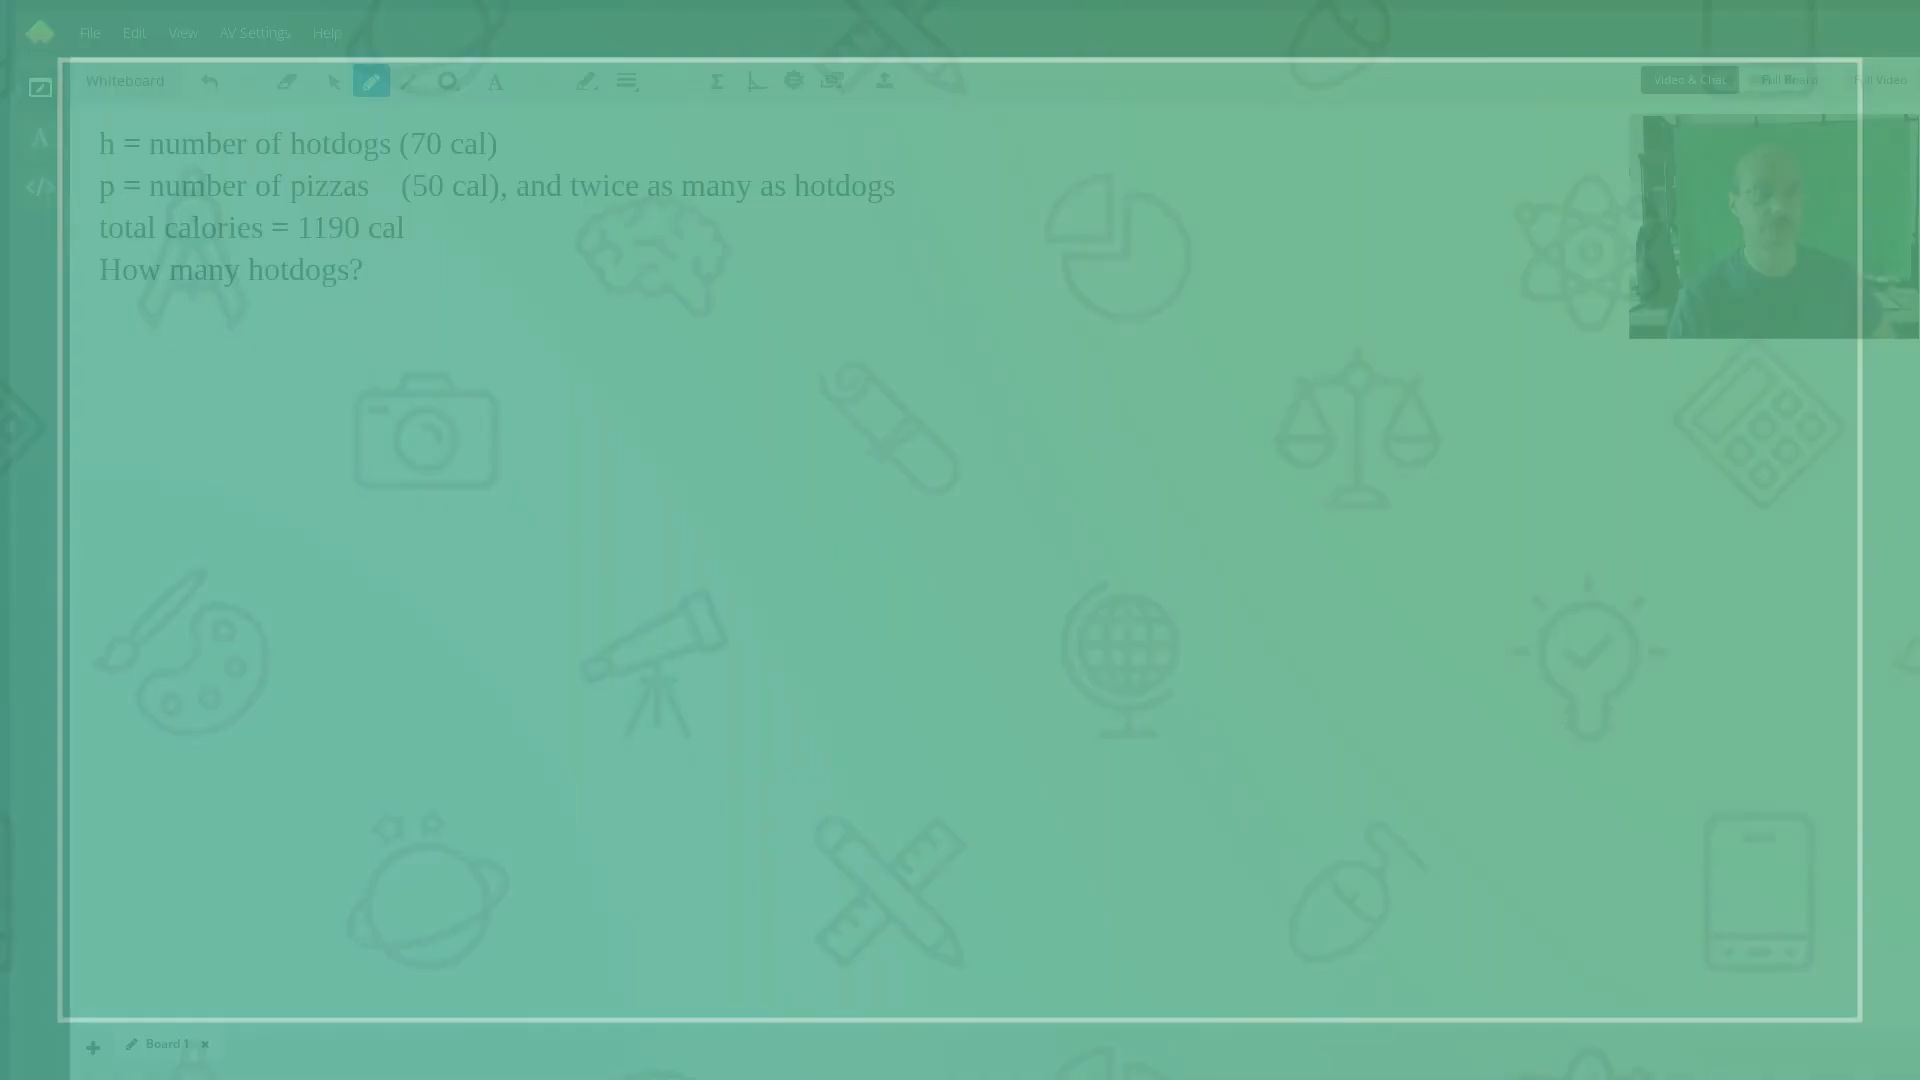 File Edit View AV Settings Help
Whiteboard A Σ Video & Chat Full Board Full Video
A
</>
h = number of hotdogs (70 cal)
p = number of pizzas (50 cal), and twice as many as hotdogs
total calories = 1190 cal
How many hotdogs?
Board 1